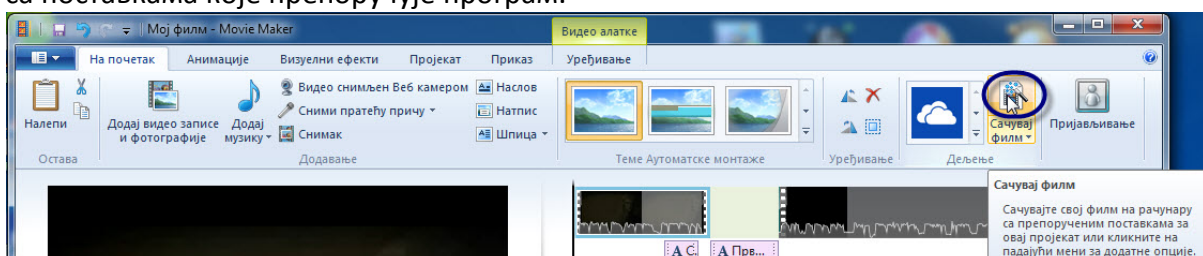 са поставкама које препоручује програм.
Мој филм - Movie Maker
Видео алатке
На почетак Анимације Визуелни ефекти Пројекат Приказ Уређивање
Налепи
Додај видео записе и фотографије
Додај музику
Видео снимљен Веб камером
Сними пратећу причу
Снимак
Наслов
Натпис
Шпица
Сачувај филм
Пријављивање
Остава
Додавање
Теме Аутоматске монтаже
Уређивање
Дељење
Сачувај филм
Сачувајте свој филм на рачунару
са препорученим поставкама за
овај пројекат или кликните на
падајући мени за додатне опције.
А С..
А Прв...